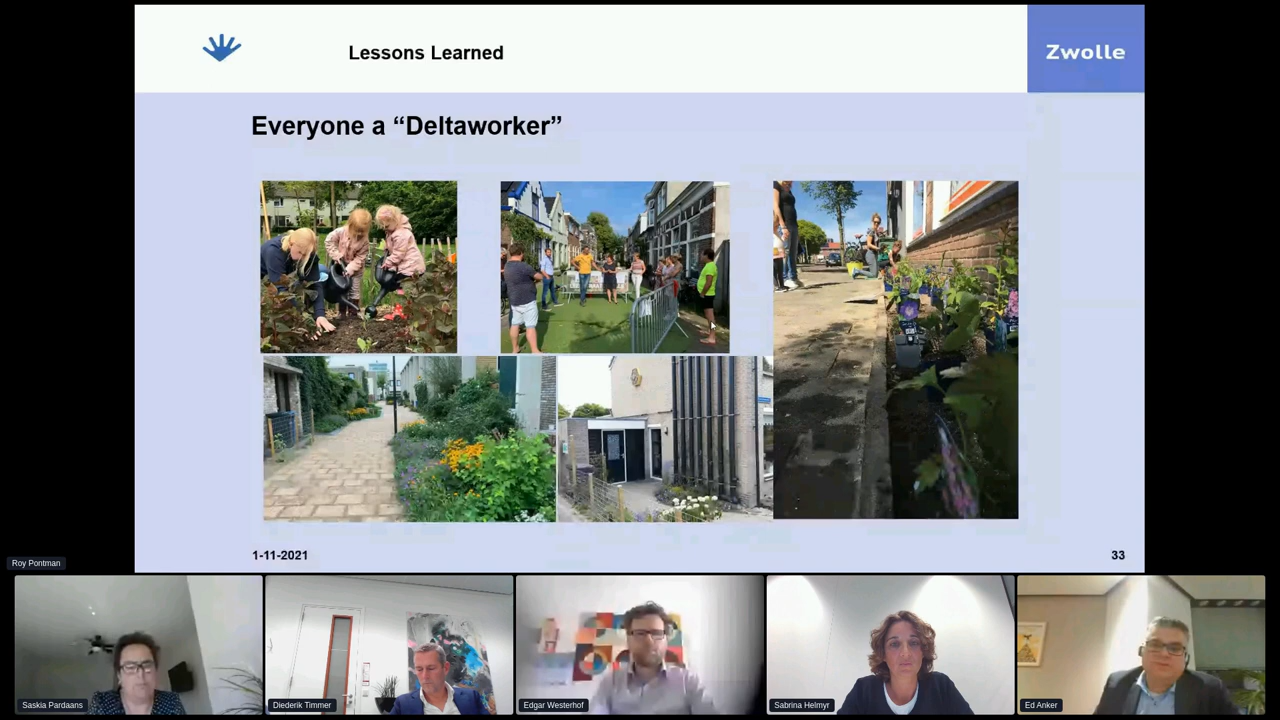 Lessons Learned
Zwolle
Everyone a “Deltaworker”
1-11-2021
33
Roy Pontman
Saskia Pardaans
Diederik Timmer
Edgar Westerhof
Sabrina Helmyr
Ed Anker